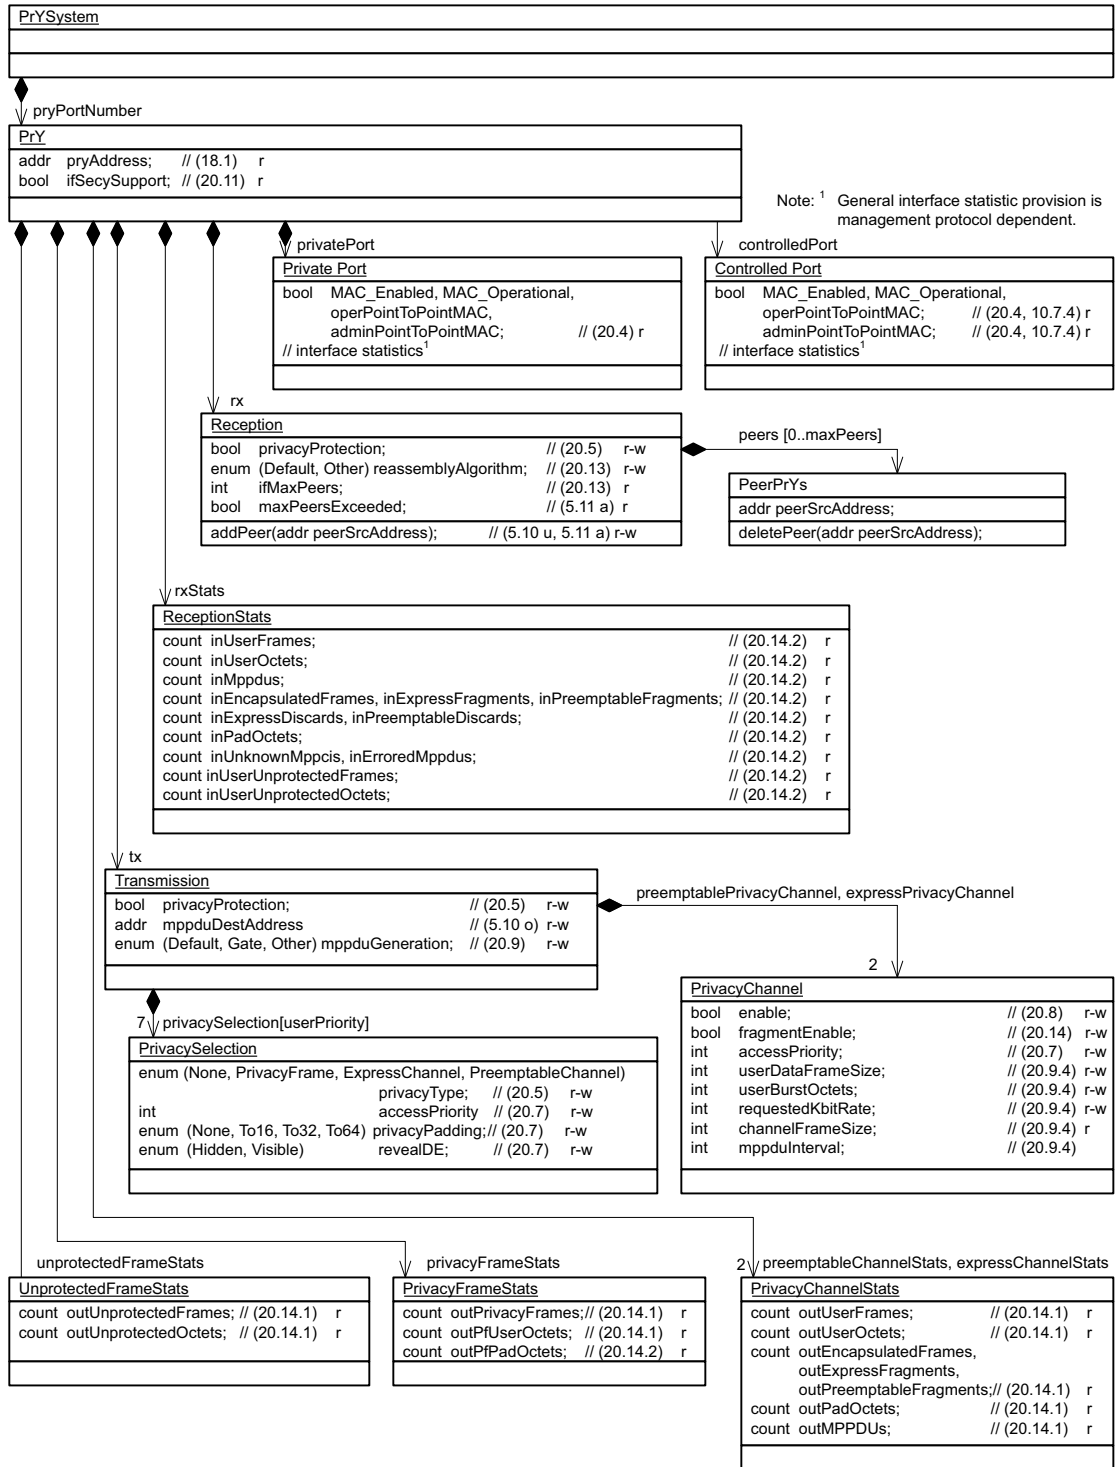 PrYSystem
pryPortNumber
PrY
addr pryAddress; // (18.1) r
bool ifSecySupport; // (20.11) r
Note: 1 General interface statistic provision is
management protocol dependent.
privatePort
controlledPort
Private Port
bool MAC_Enabled, MAC_Operational,
operPointToPointMAC,
adminPointToPointMAC; // (20.4) r
// interface statistics1
Controlled Port
bool MAC_Enabled, MAC_Operational,
operPointToPointMAC; // (20.4, 10.7.4) r
adminPointToPointMAC; // (20.4, 10.7.4) r
// interface statistics1
rx
Reception
bool privacyProtection; // (20.5) r-w
enum (Default, Other) reassemblyAlgorithm; // (20.13) r-w
int ifMaxPeers; // (20.13) r
bool maxPeersExceeded; // (5.11 a) r
addPeer(addr peerSrcAddress); // (5.10 u, 5.11 a) r-w
peers [0..maxPeers]
PeerPrYs
addr peerSrcAddress;
deletePeer(addr peerSrcAddress);
rxStats
ReceptionStats
count inUserFrames; // (20.14.2) r
count inUserOctets; // (20.14.2) r
count inMppdus; // (20.14.2) r
count inEncapsulatedFrames, inExpressFragments, inPreemptableFragments; // (20.14.2) r
count inExpressDiscards, inPreemptableDiscards; // (20.14.2) r
count inPadOctets; // (20.14.2) r
count inUnknownMppcis, inErroredMppdus; // (20.14.2) r
count inUserUnprotectedFrames; // (20.14.2) r
count inUserUnprotectedOctets; // (20.14.2) r
tx
Transmission
bool privacyProtection; // (20.5) r-w
addr mppduDestAddress // (5.10 o) r-w
enum (Default, Gate, Other) mppduGeneration; // (20.9) r-w
preemptablePrivacyChannel, expressPrivacyChannel
2
PrivacyChannel
bool enable; // (20.8) r-w
bool fragmentEnable; // (20.14) r-w
int accessPriority; // (20.7) r-w
int userDataFrameSize; // (20.9.4) r-w
int userBurstOctets; // (20.9.4) r-w
int requestedKbitRate; // (20.9.4) r-w
int channelFrameSize; // (20.9.4) r
int mppduInterval; // (20.9.4)
7 privacySelection[userPriority]
PrivacySelection
enum (None, PrivacyFrame, ExpressChannel, PreemptableChannel)
privacyType; // (20.5) r-w
int accessPriority // (20.7) r-w
enum (None, To16, To32, To64) privacyPadding; // (20.7) r-w
enum (Hidden, Visible) revealDE; // (20.7) r-w
unprotectedFrameStats
UnprotectedFrameStats
count outUnprotectedFrames; // (20.14.1) r
count outUnprotectedOctets; // (20.14.1) r
privacyFrameStats
PrivacyFrameStats
count outPrivacyFrames; // (20.14.1) r
count outPfUserOctets; // (20.14.1) r
count outPfPadOctets; // (20.14.2) r
2 preemptableChannelStats, expressChannelStats
PrivacyChannelStats
count outUserFrames; // (20.14.1) r
count outUserOctets; // (20.14.1) r
count outEncapsulatedFrames,
outExpressFragments,
outPreemptableFragments; // (20.14.1) r
count outPadOctets; // (20.14.1) r
count outMPPDUs; // (20.14.1) r